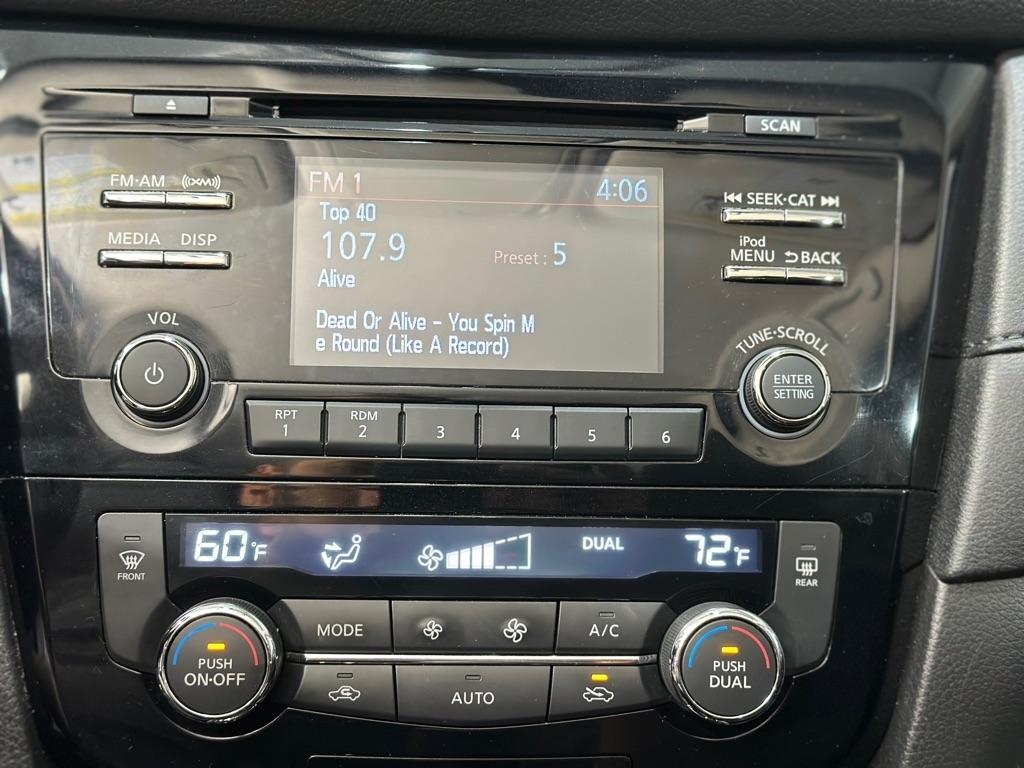 SCAN
FM·AM ((XM))
MEDIA DISP
VOL
FM 1 4:06
Top 40
107.9 Preset : 5
Alive
Dead Or Alive - You Spin M
e Round (Like A Record)
SEEK·CAT
iPod
MENU BACK
TUNE·SCROLL
ENTER
SETTING
RPT RDM
1 2 3 4 5 6
60°F DUAL 72°F
FRONT
REAR
MODE A/C
PUSH
ON·OFF
PUSH
DUAL
AUTO